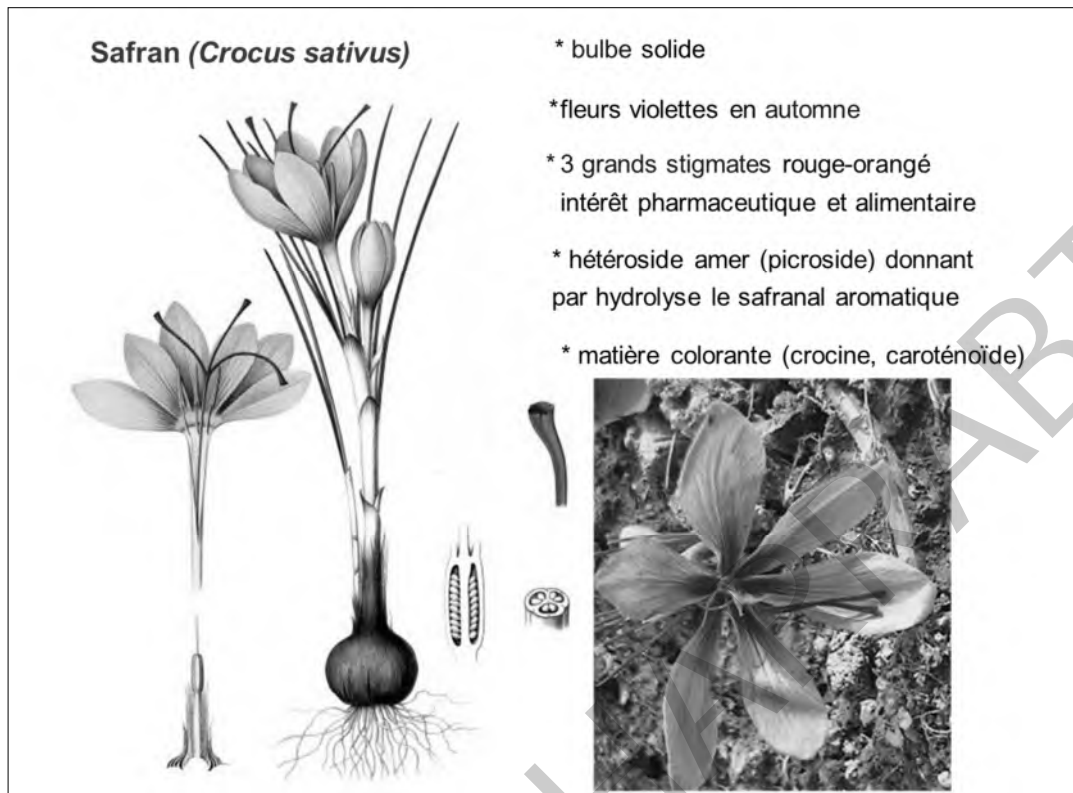 Safran (Crocus sativus)
* bulbe solide
*fleurs violettes en automne
* 3 grands stigmates rouge-orangé
intérêt pharmaceutique et alimentaire
* hétéroside amer (picroside) donnant
par hydrolyse le safranal aromatique
* matière colorante (crocine, caroténoïde)